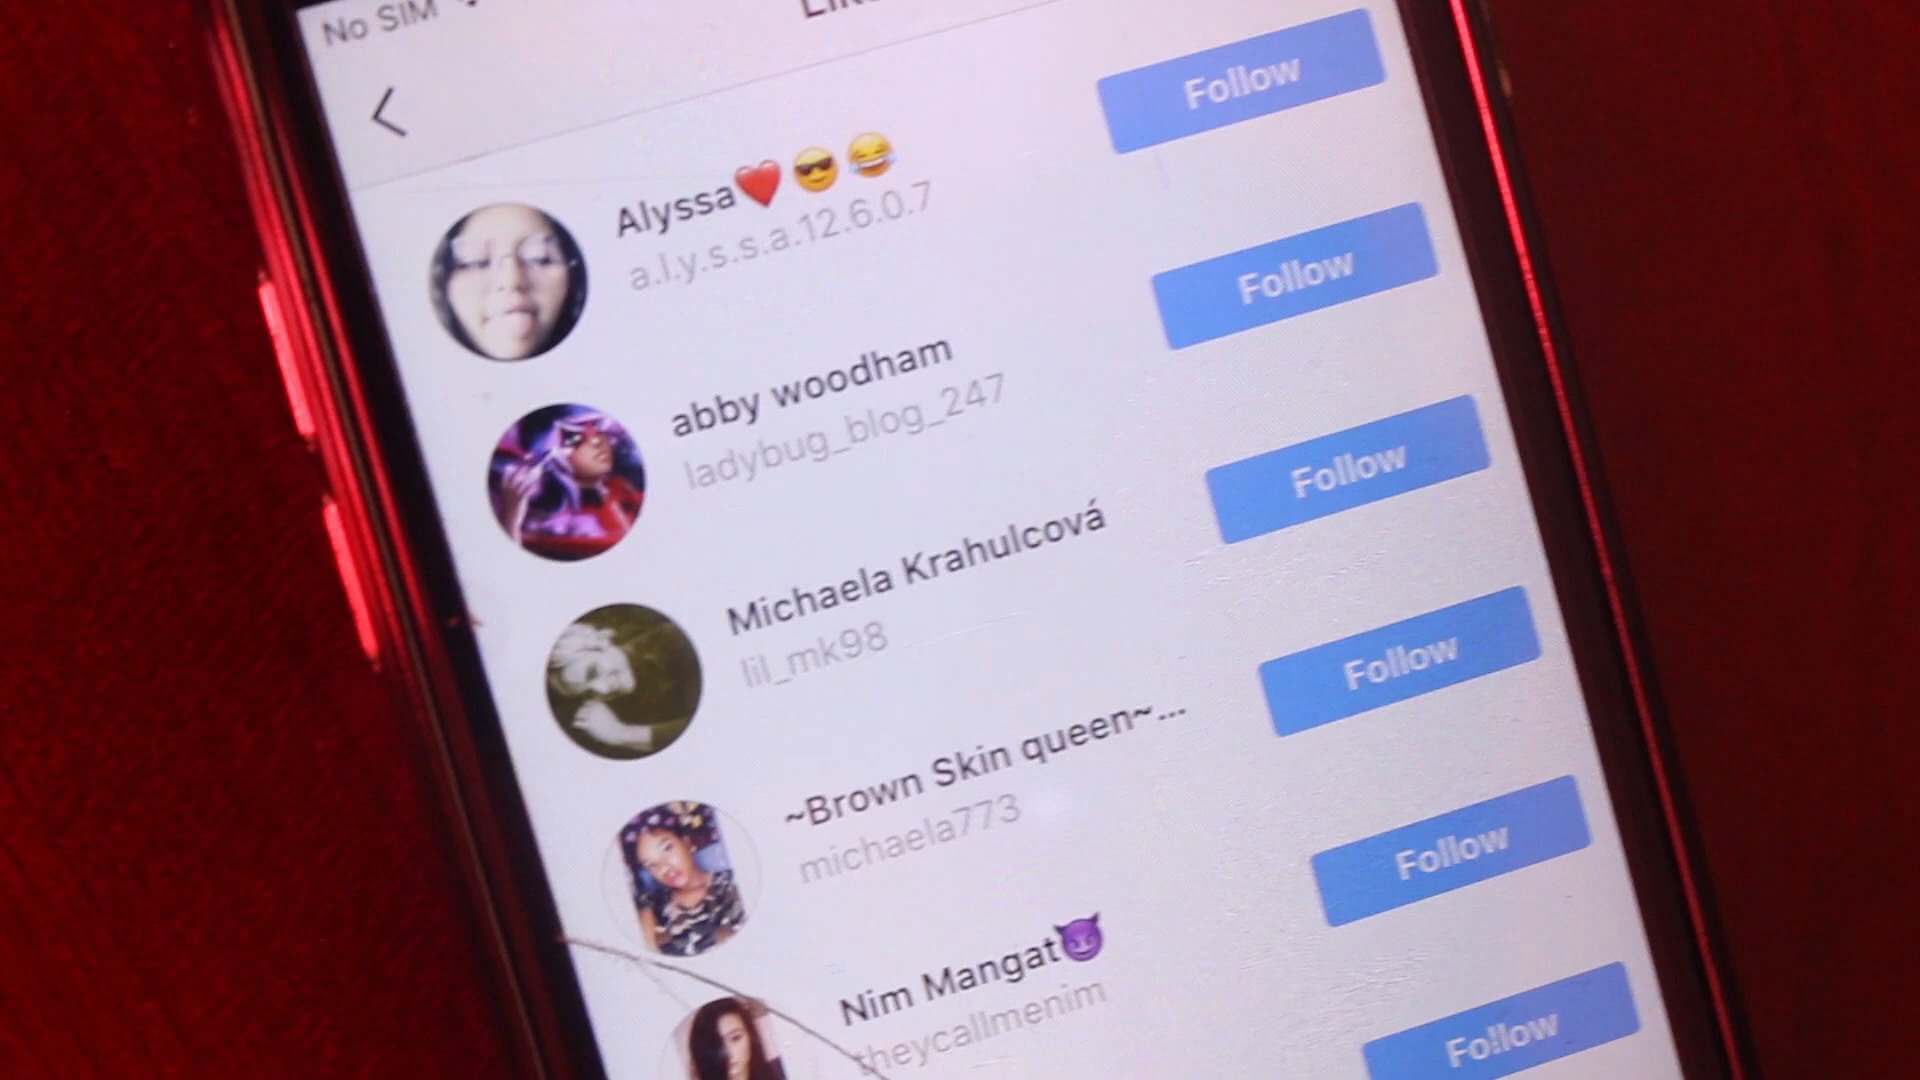 No SIM
Follow
Alyssa❤️😎😂
a.l.y.s.s.a.12.6.0.7
Follow
abby woodham
ladybug_blog_247
Follow
Michaela Krahulcová
lil_mk98
Follow
~Brown Skin queen~...
michaela773
Follow
Nim Mangat😈
theycallmenim
Follow